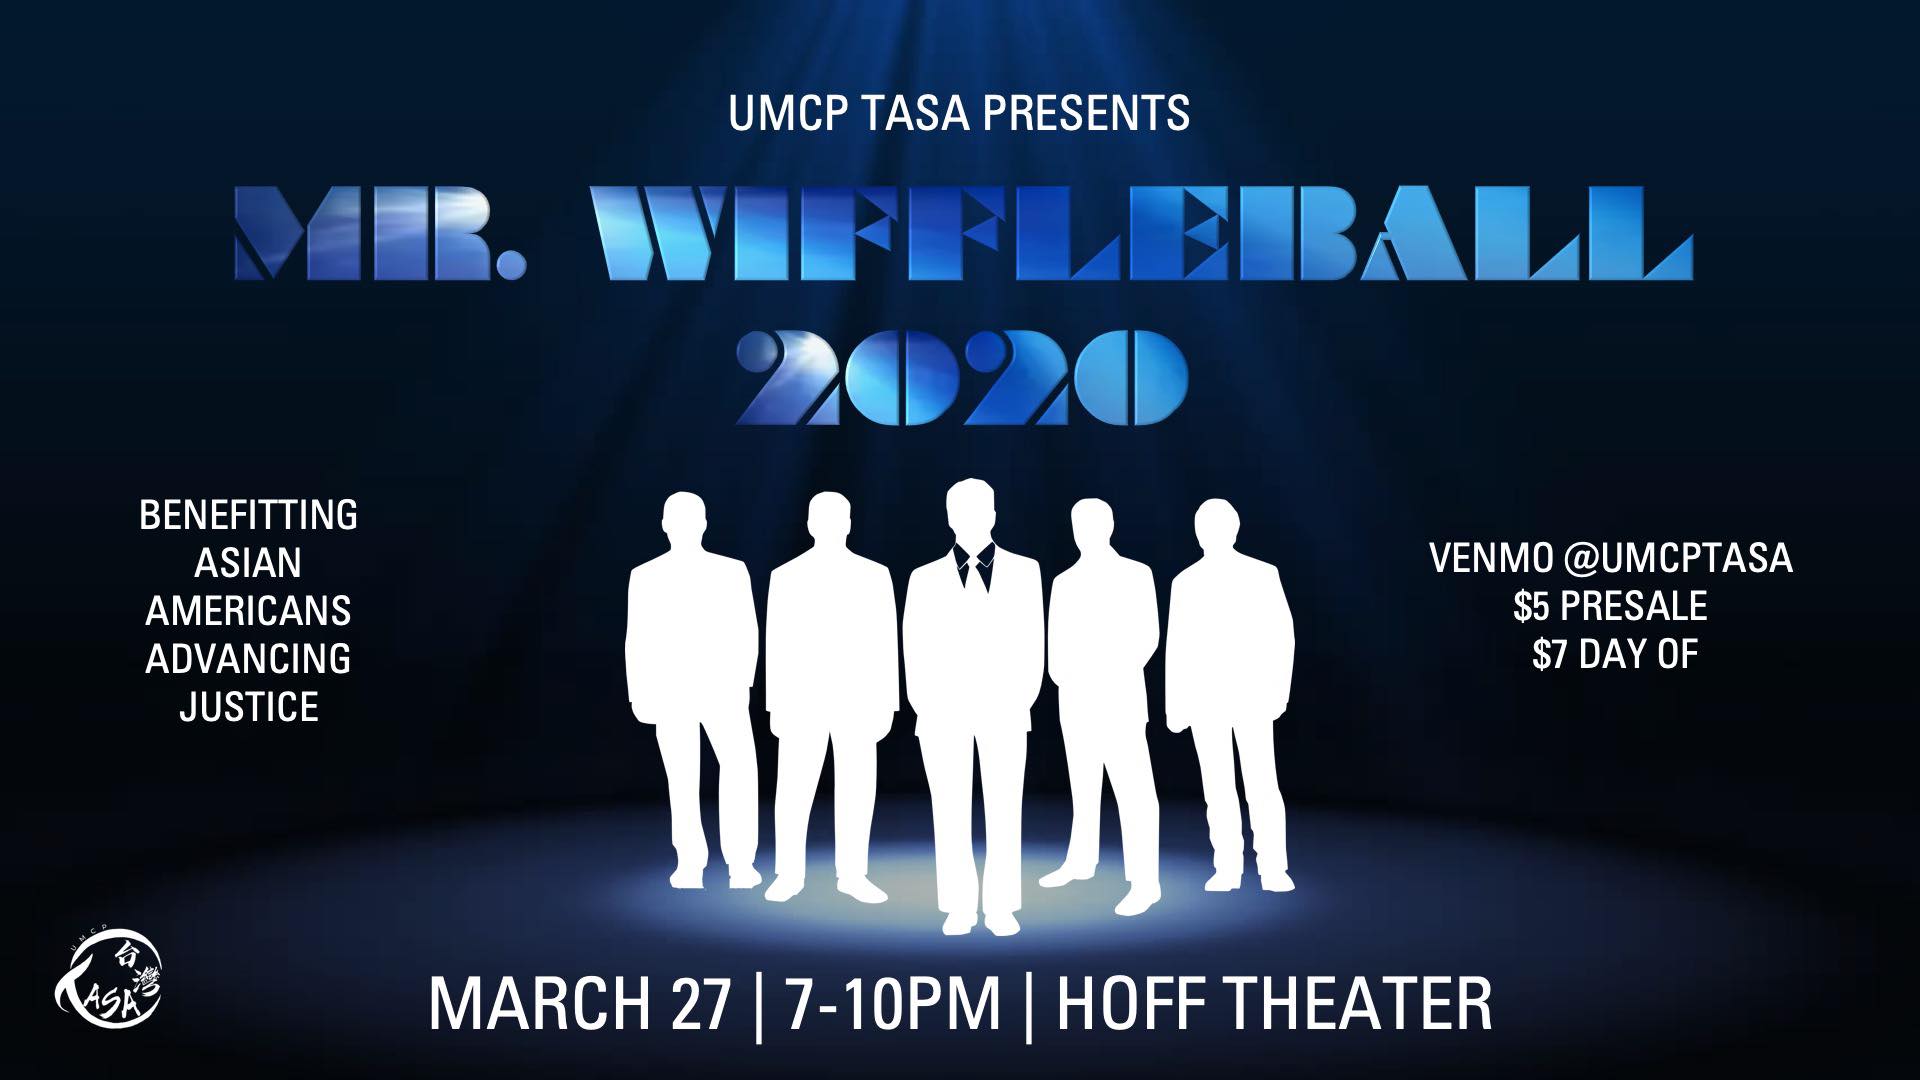 UMCP TASA PRESENTS
MR. WIFFLEBALL
2020
BENEFITTING
ASIAN
AMERICANS
ADVANCING
JUSTICE
VENMO @UMCPTASA
$5 PRESALE
$7 DAY OF
UMCP
台灣
TASA
MARCH 27 | 7-10PM | HOFF THEATER